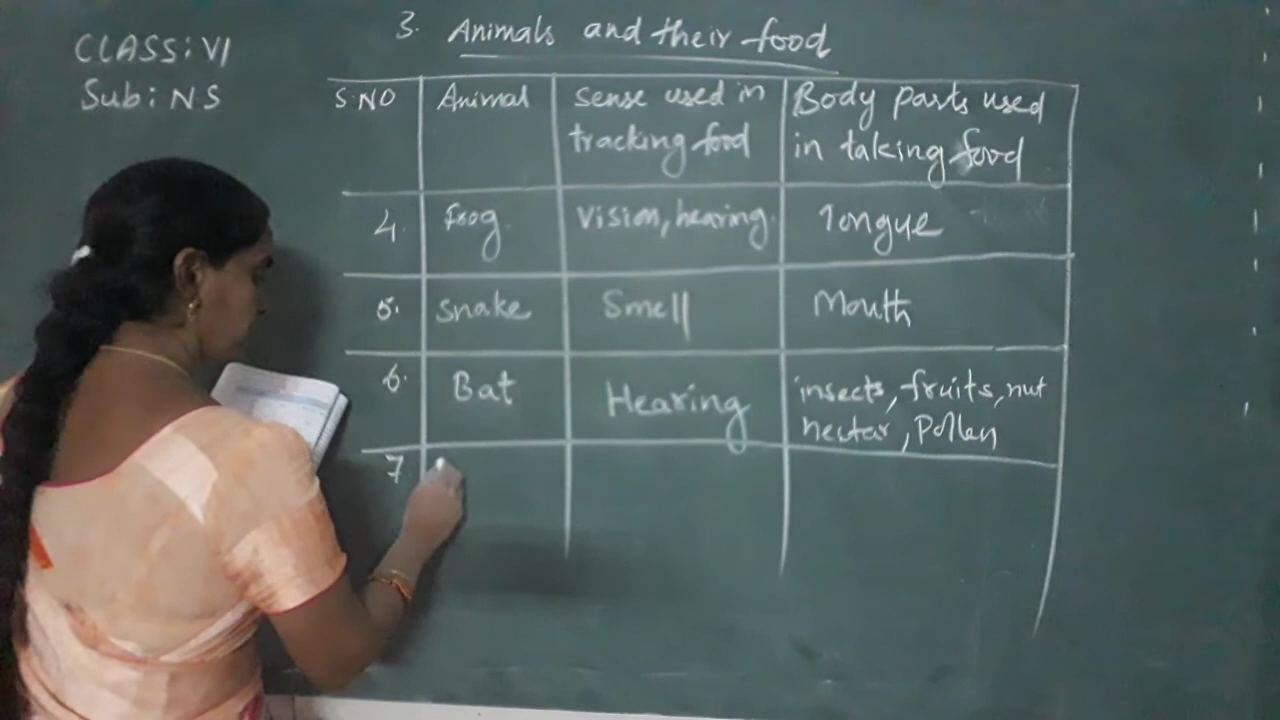 CLASS: VI
Sub: NS
3. Animals and their food
S.NO Animal Sense used in tracking food Body parts used in taking food
4. Frog Vision, hearing. Tongue
5. Snake Smell Mouth
6. Bat Hearing insects, fruits, nut nectar, Pollen
7